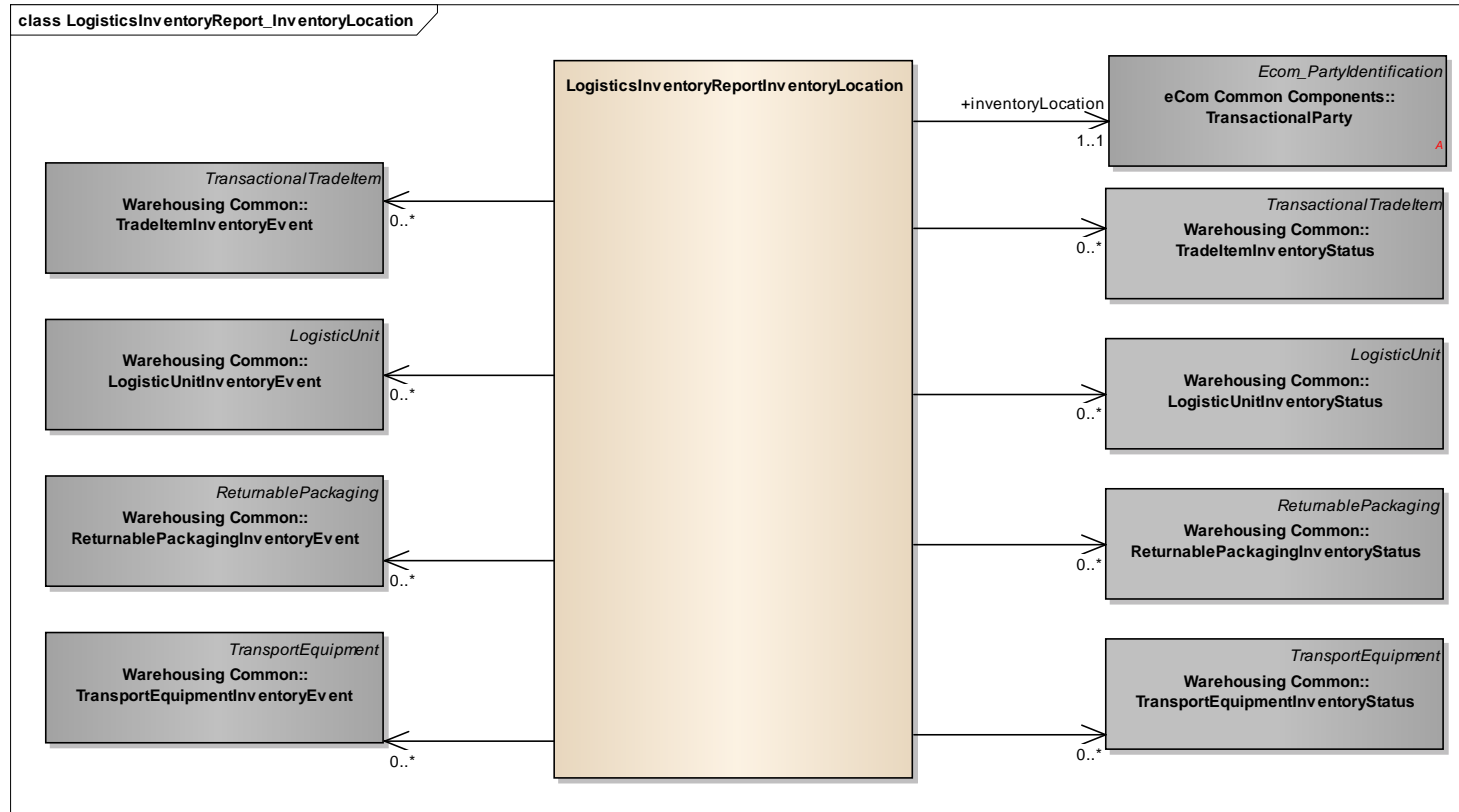 class LogisticsInventoryReport_InventoryLocation
LogisticsInventoryReportInventoryLocation
+inventoryLocation
1..1
Ecom_PartyIdentification
eCom Common Components::
TransactionalParty
A
TransactionalTradeItem
Warehousing Common::
TradeItemInventoryEvent
0..*
TransactionalTradeItem
Warehousing Common::
TradeItemInventoryStatus
0..*
LogisticUnit
Warehousing Common::
LogisticUnitInventoryEvent
0..*
LogisticUnit
Warehousing Common::
LogisticUnitInventoryStatus
0..*
ReturnablePackaging
Warehousing Common::
ReturnablePackagingInventoryEvent
0..*
ReturnablePackaging
Warehousing Common::
ReturnablePackagingInventoryStatus
0..*
TransportEquipment
Warehousing Common::
TransportEquipmentInventoryEvent
0..*
TransportEquipment
Warehousing Common::
TransportEquipmentInventoryStatus
0..*